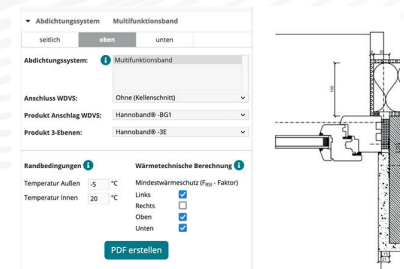 Abdichtungssystem Multifunktionsband
seitlich oben unten
Abdichtungssystem: Multifunktionsband
Anschluss WDVS: Ohne (Kellenschnitt)
Produkt Anschlag WDVS: Hannoband® -BG1
Produkt 3-Ebenen: Hannoband® -3E
Randbedingungen Wärmetechnische Berechnung
Temperatur Außen -5 °C Mindestwärmeschutz (FRSI - Faktor)
Temperatur Innen 20 °C Links
Rechts
Oben
Unten
PDF erstellen